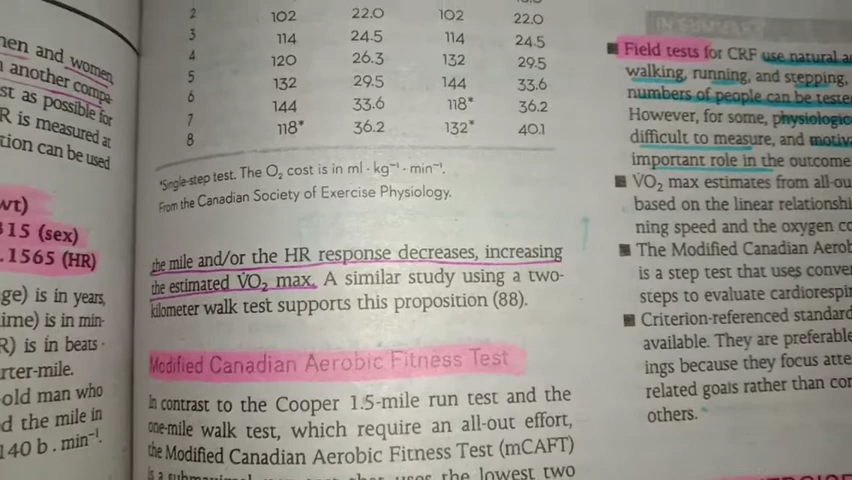 men and women
n another compa-
st as possible for
R is measured at
tion can be used
wt)
315 (sex)
.1565 (HR)
ge) is in years,
ime) is in min-
R) is in beats ·
rter-mile.
old man who
d the mile in
140 b . min⁻¹.
2 102 22.0 102 22.0
3 114 24.5 114 24.5
4 120 26.3 132 29.5
5 132 29.5 144 33.6
6 144 33.6 118* 36.2
7 118* 36.2 132* 40.1
8
*Single-step test. The O₂ cost is in ml · kg⁻¹ · min⁻¹.
From the Canadian Society of Exercise Physiology.
the mile and/or the HR response decreases, increasing
the estimated V̇O₂ max. A similar study using a two-
kilometer walk test supports this proposition (88).
Modified Canadian Aerobic Fitness Test
In contrast to the Cooper 1.5-mile run test and the
one-mile walk test, which require an all-out effort,
the Modified Canadian Aerobic Fitness Test (mCAFT)
is a that uses the lowest two
IN SUMMARY
■ Field tests for CRF use natural a
walking, running, and stepping,
numbers of people can be teste
However, for some, physiologic
difficult to measure, and motiva
important role in the outcome
■ V̇O₂ max estimates from all-ou
based on the linear relationshi
ning speed and the oxygen co
■ The Modified Canadian Aerob
is a step test that uses conver
steps to evaluate cardiorespir
■ Criterion-referenced standard
available. They are preferable
ings because they focus atte
related goals rather than co
others.